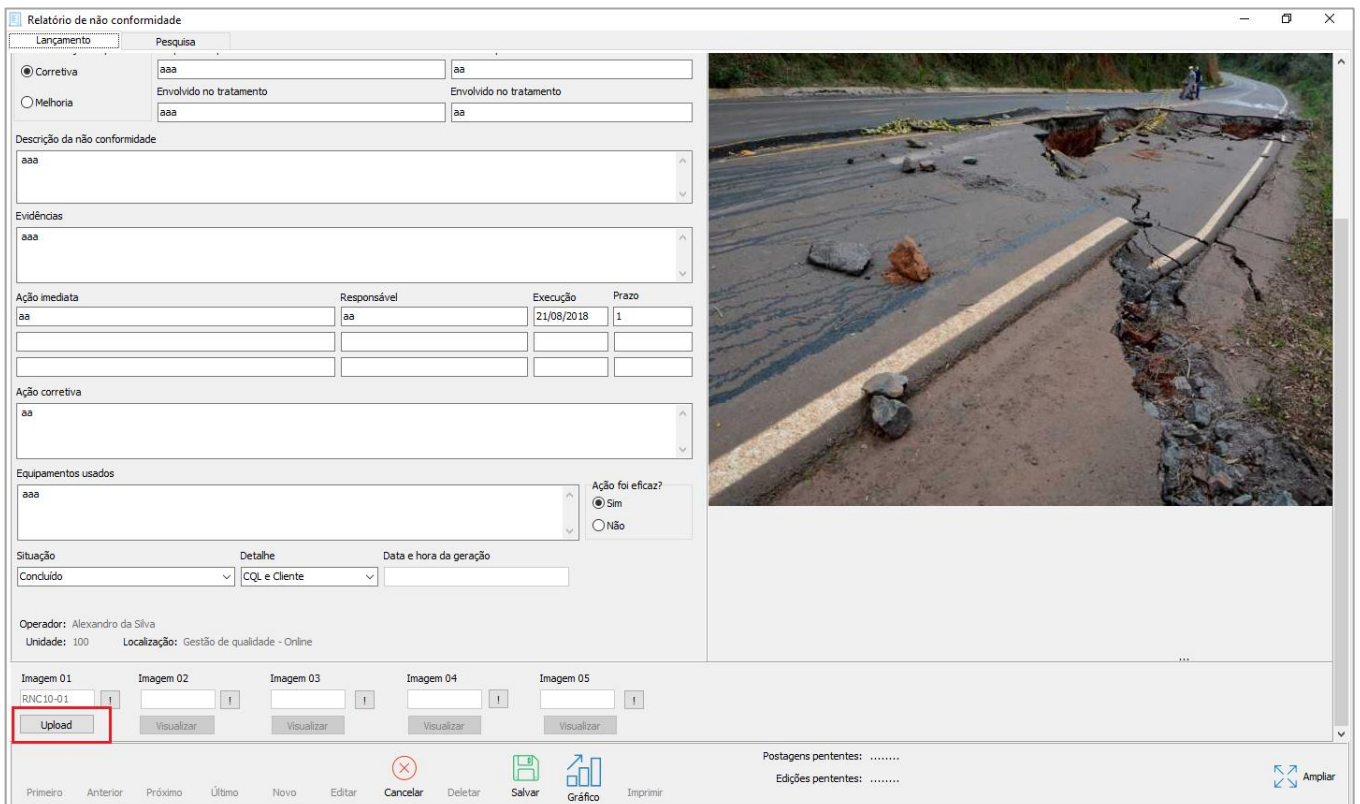 Relatório de não conformidade
Lançamento Pesquisa
Corretiva aaa aa
Envolvido no tratamento Envolvido no tratamento
Melhoria aaa aa
Descrição da não conformidade
aaa
Evidências
aaa
Ação imediata Responsável Execução Prazo
aa aa 21/08/2018 1
Ação corretiva
aa
Equipamentos usados
aaa
Ação foi eficaz?
Sim
Não
Situação Detalhe Data e hora da geração
Concluído CQL e Cliente
Operador: Alexandro da Silva
Unidade: 100 Localização: Gestão de qualidade - Online
...
Imagem 01 Imagem 02 Imagem 03 Imagem 04 Imagem 05
RNC10-01 ! ! ! ! !
Upload Visualizar Visualizar Visualizar Visualizar
Postagens pententes: ........
Edições pententes: ........
Primeiro Anterior Próximo Último Novo Editar Cancelar Deletar Salvar Gráfico Imprimir
Ampliar